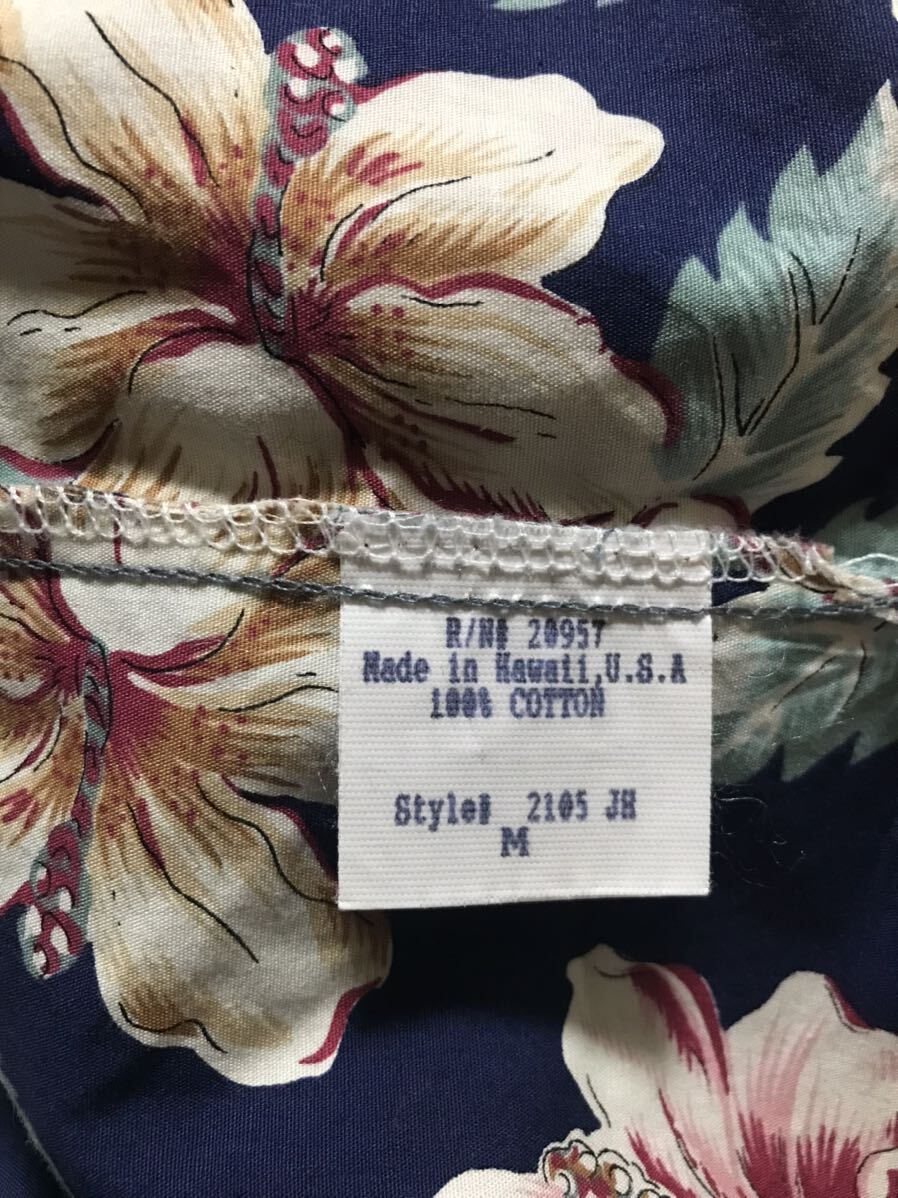 R/N# 20957
Made in Hawaii,U.S.A
100% COTTON
Style# 2105 JH
M